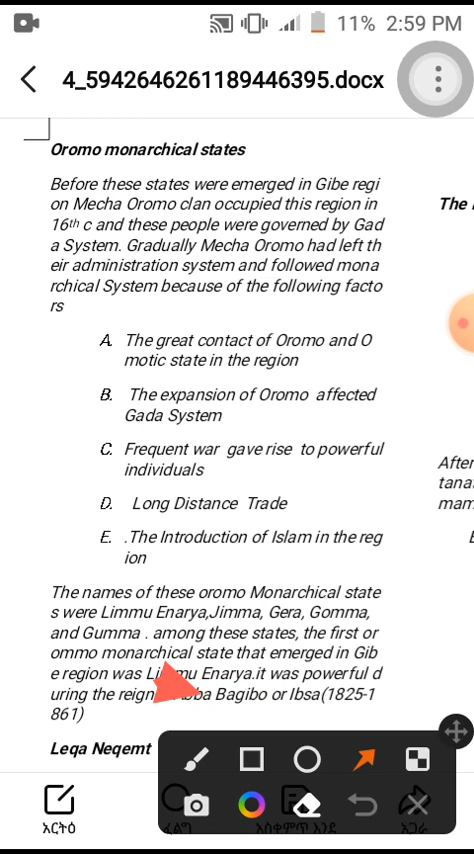 11% 2:59 PM
4_5942646261189446395.docx
Oromo monarchical states
Before these states were emerged in Gibe regi
on Mecha Oromo clan occupied this region in
16th c and these people were governed by Gad
a System. Gradually Mecha Oromo had left th
eir administration system and followed mona
rchical System because of the following facto
rs
A. The great contact of Oromo and O
motic state in the region
B. The expansion of Oromo affected
Gada System
C. Frequent war gave rise to powerful
individuals
D. Long Distance Trade
E. .The Introduction of Islam in the reg
ion
The names of these oromo Monarchical state
s were Limmu Enarya,Jimma, Gera, Gomma,
and Gumma . among these states, the first or
ommo monarchical state that emerged in Gib
e region was Limmu Enarya.it was powerful d
uring the reign Abba Bagibo or Ibsa(1825-1
861)
Leqa Neqemt
The
After
tana
mam
E
አርትዕ